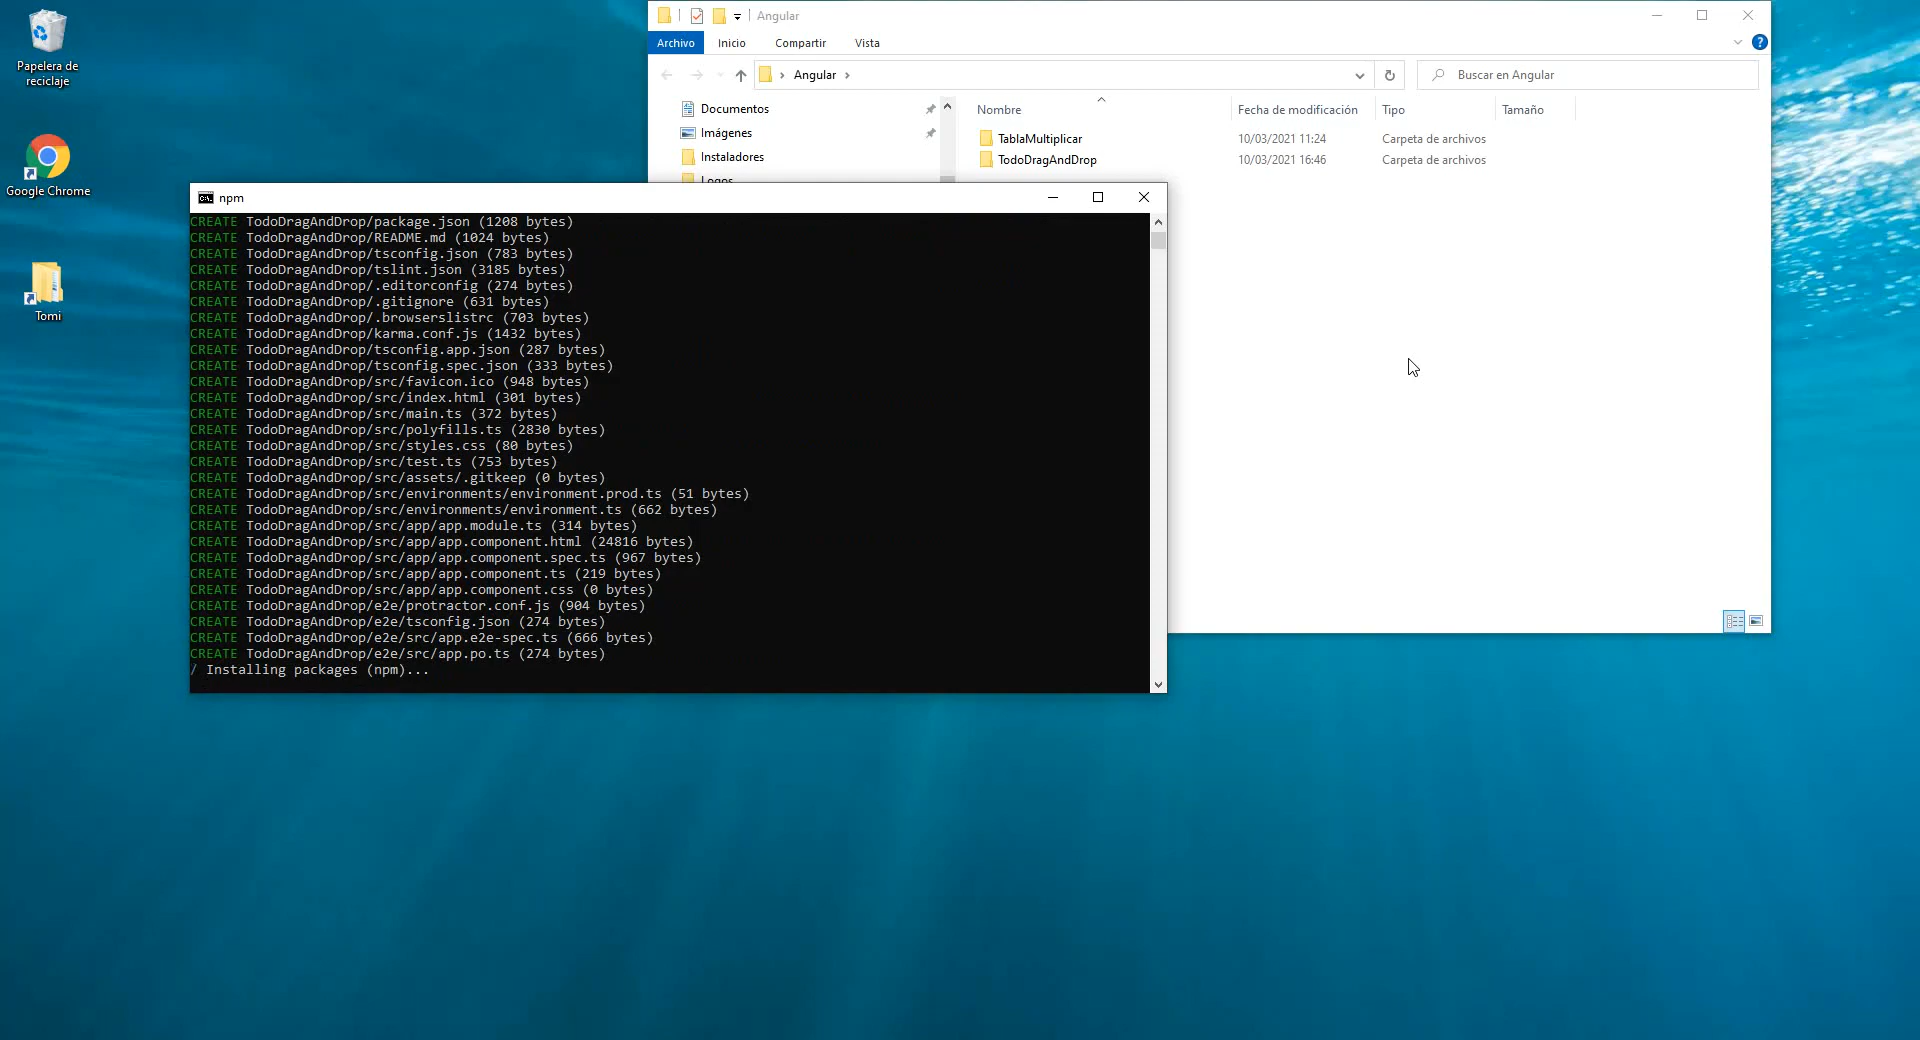 Papelera de
reciclaje
Google Chrome
Tomi
Angular
Archivo
Inicio
Compartir
Vista
Angular
Buscar en Angular
Documentos
Imágenes
Instaladores
Logos
Nombre
Fecha de modificación
Tipo
Tamaño
TablaMultiplicar
10/03/2021 11:24
Carpeta de archivos
TodoDragAndDrop
10/03/2021 16:46
Carpeta de archivos
npm
CREATE TodoDragAndDrop/package.json (1208 bytes)
CREATE TodoDragAndDrop/README.md (1024 bytes)
CREATE TodoDragAndDrop/tsconfig.json (783 bytes)
CREATE TodoDragAndDrop/tslint.json (3185 bytes)
CREATE TodoDragAndDrop/.editorconfig (274 bytes)
CREATE TodoDragAndDrop/.gitignore (631 bytes)
CREATE TodoDragAndDrop/.browserslistrc (703 bytes)
CREATE TodoDragAndDrop/karma.conf.js (1432 bytes)
CREATE TodoDragAndDrop/tsconfig.app.json (287 bytes)
CREATE TodoDragAndDrop/tsconfig.spec.json (333 bytes)
CREATE TodoDragAndDrop/src/favicon.ico (948 bytes)
CREATE TodoDragAndDrop/src/index.html (301 bytes)
CREATE TodoDragAndDrop/src/main.ts (372 bytes)
CREATE TodoDragAndDrop/src/polyfills.ts (2830 bytes)
CREATE TodoDragAndDrop/src/styles.css (80 bytes)
CREATE TodoDragAndDrop/src/test.ts (753 bytes)
CREATE TodoDragAndDrop/src/assets/.gitkeep (0 bytes)
CREATE TodoDragAndDrop/src/environments/environment.prod.ts (51 bytes)
CREATE TodoDragAndDrop/src/environments/environment.ts (662 bytes)
CREATE TodoDragAndDrop/src/app/app.module.ts (314 bytes)
CREATE TodoDragAndDrop/src/app/app.component.html (24816 bytes)
CREATE TodoDragAndDrop/src/app/app.component.spec.ts (967 bytes)
CREATE TodoDragAndDrop/src/app/app.component.ts (219 bytes)
CREATE TodoDragAndDrop/src/app/app.component.css (0 bytes)
CREATE TodoDragAndDrop/e2e/protractor.conf.js (904 bytes)
CREATE TodoDragAndDrop/e2e/tsconfig.json (274 bytes)
CREATE TodoDragAndDrop/e2e/src/app.e2e-spec.ts (666 bytes)
CREATE TodoDragAndDrop/e2e/src/app.po.ts (274 bytes)
/ Installing packages (npm)...